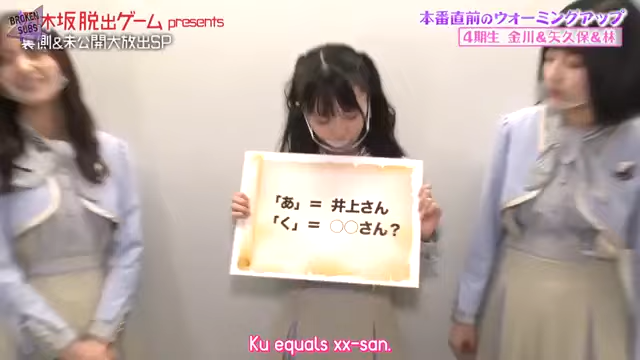 BROKEN SUBS
木坂脱出ゲーム presents
裏側&未公開大放出SP
本番直前のウォーミングアップ
4期生 金川&矢久保&林
「あ」= 井上さん
「く」= ◯◯さん?
Ku equals xx-san.